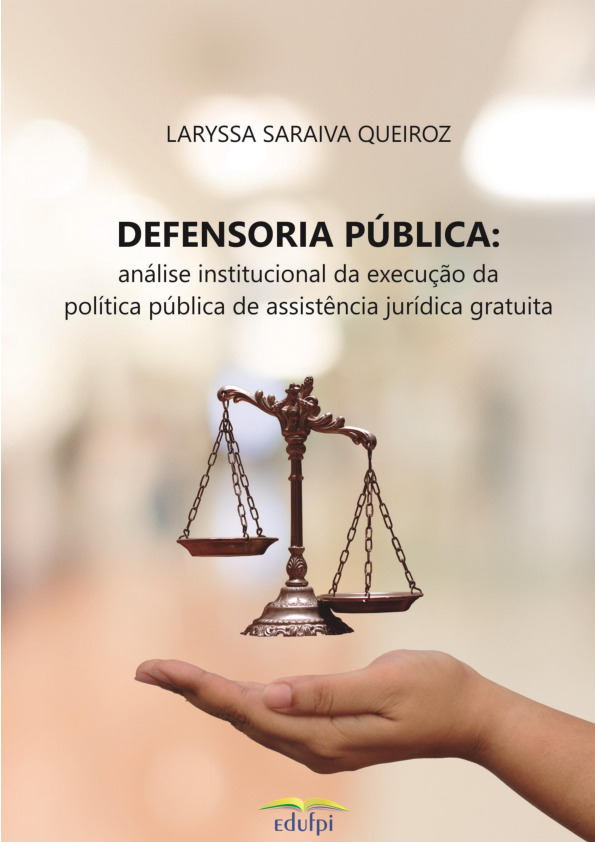 LARYSSA SARAIVA QUEIROZ
DEFENSORIA PÚBLICA:
análise institucional da execução da
política pública de assistência jurídica gratuita
EDUFPI